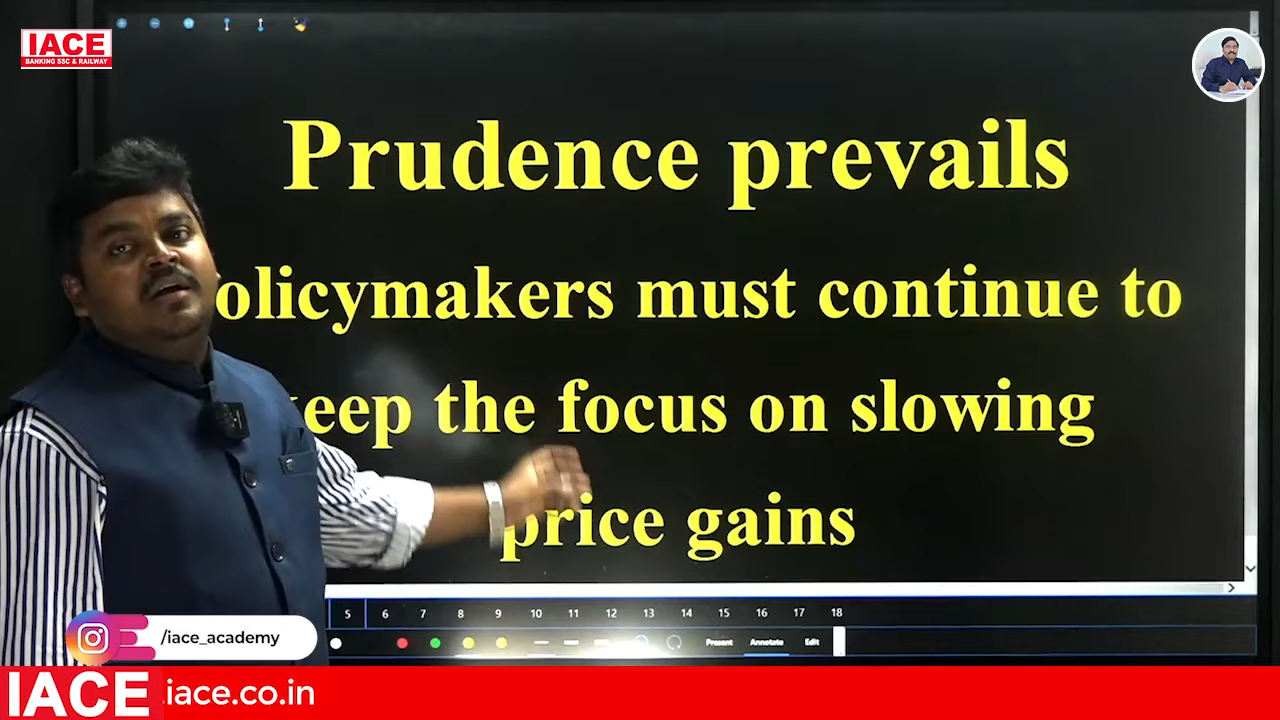 IACE
BANKING SSC & RAILWAY
Prudence prevails
olicymakers must continue to
eep the focus on slowing
price gains
5 6 7 8 9 10 11 12 13 14 15 16 17 18
Present Annotate Edit
/iace_academy
IACE .iace.co.in